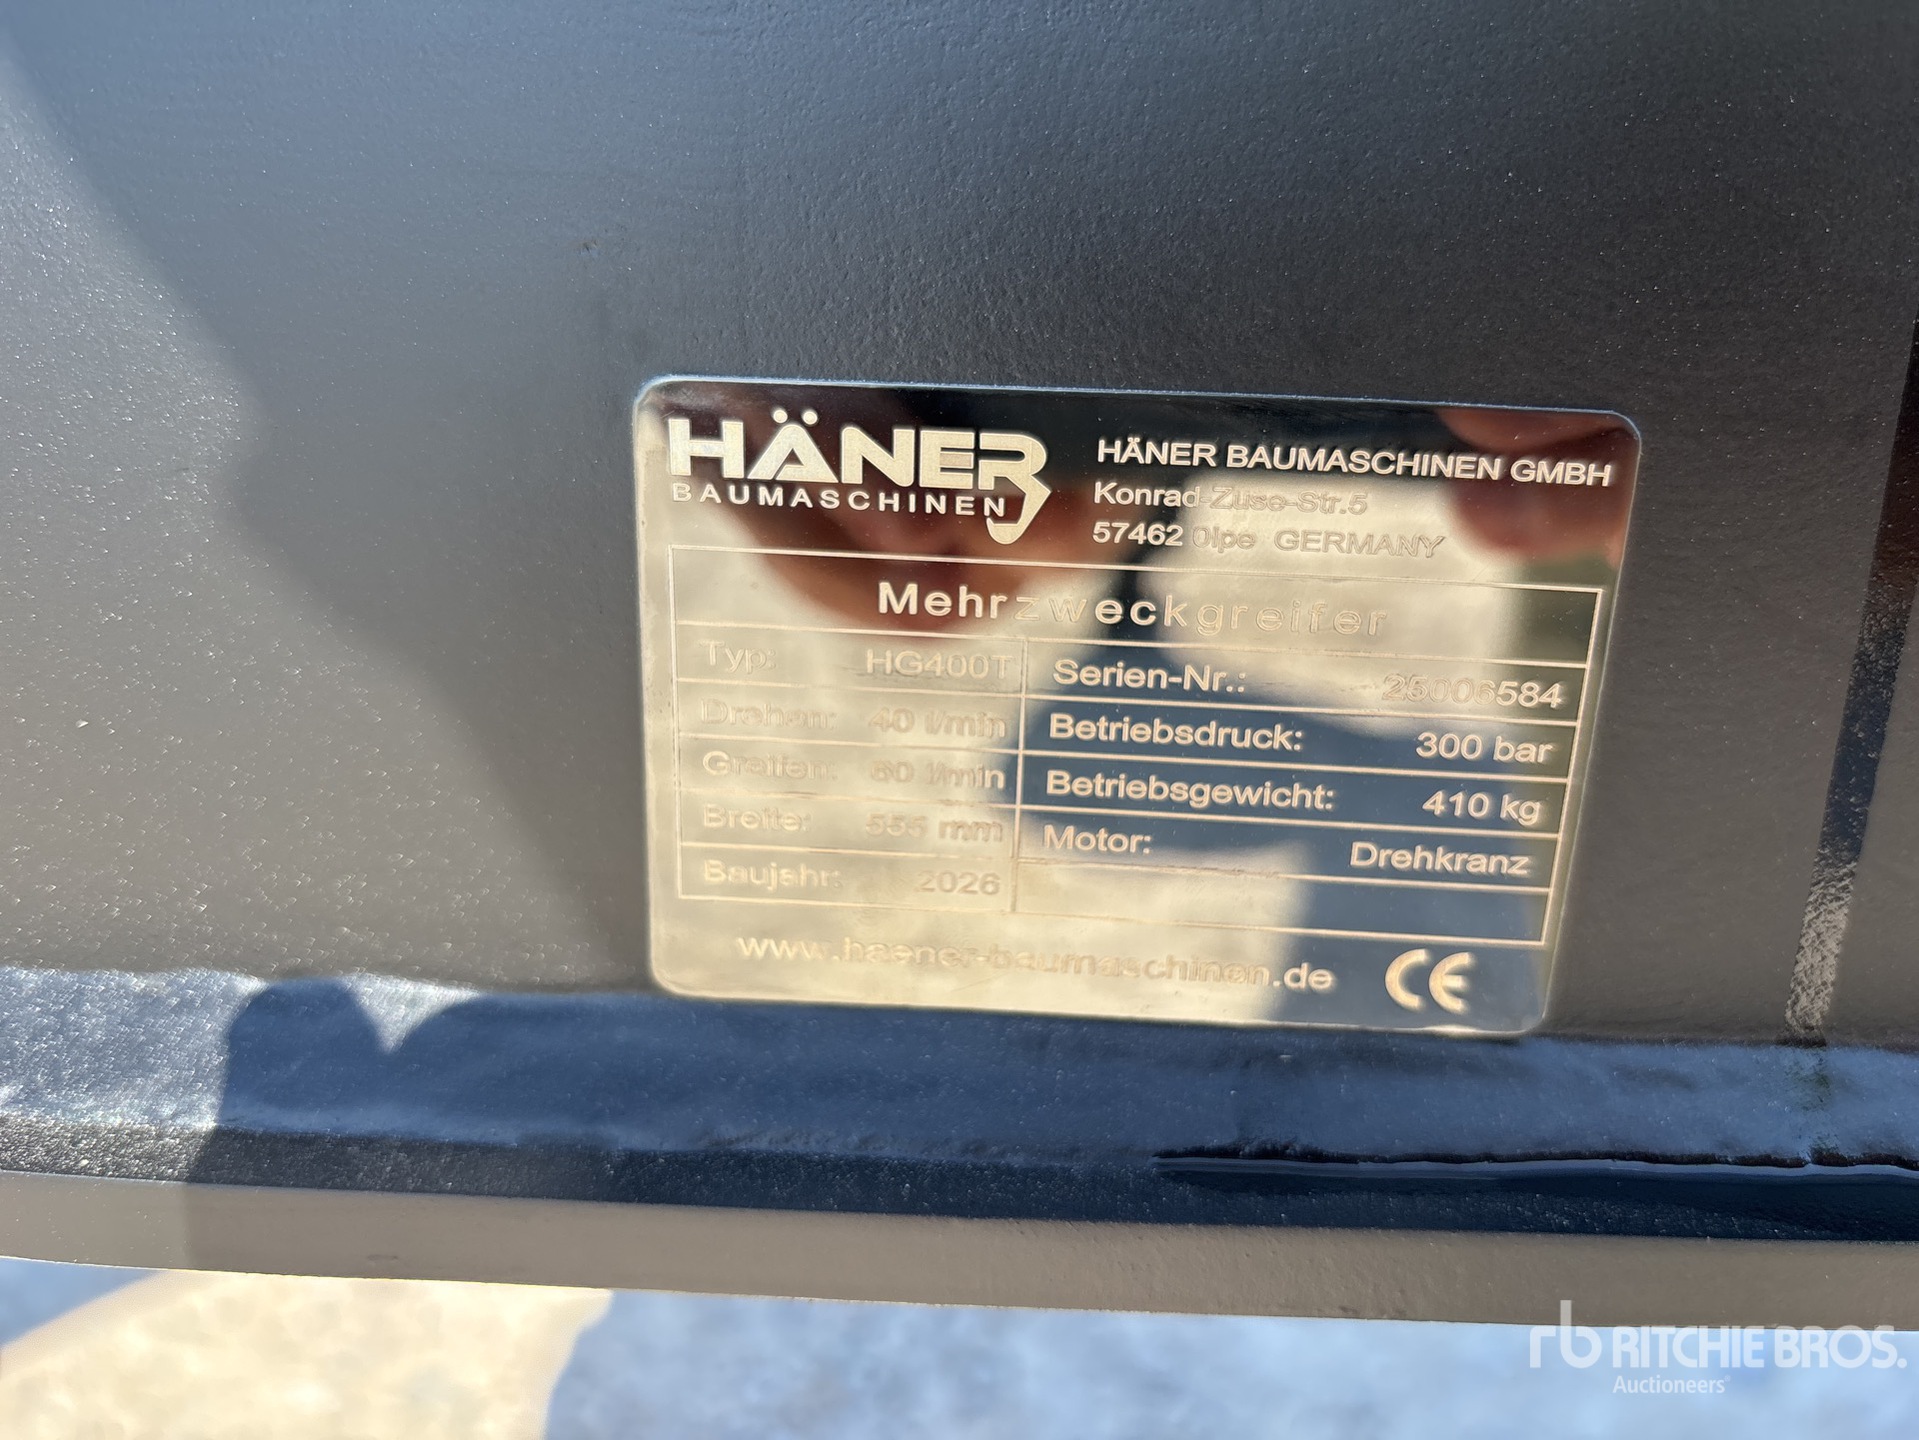 HÄNER
BAUMASCHINEN
HÄNER BAUMASCHINEN GMBH
Konrad-Zuse-Str.5
57462 Olpe GERMANY
Mehrzweckgreifer
Typ: HG400T
Serien-Nr.: 25006584
Drehen: 40 l/min
Betriebsdruck: 300 bar
Greifen: 60 l/min
Betriebsgewicht: 410 kg
Breite: 555 mm
Motor: Drehkranz
Baujahr: 2026
www.haener-baumaschinen.de
CE
rb RITCHIE BROS.
Auctioneers